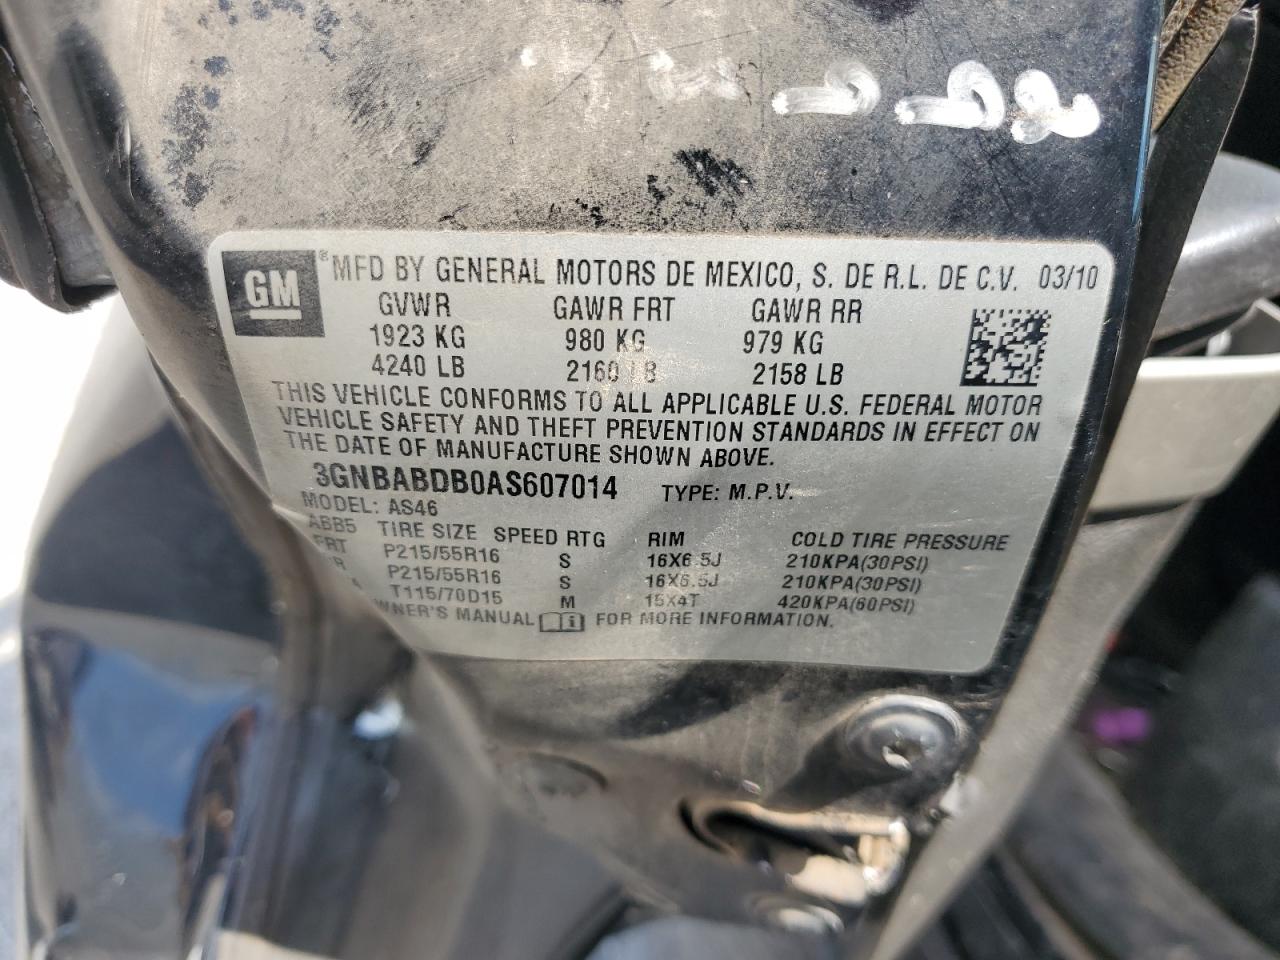 GM ® MFD BY GENERAL MOTORS DE MEXICO, S. DE R.L. DE C.V. 03/10
GVWR GAWR FRT GAWR RR
1923 KG 980 KG 979 KG
4240 LB 2160 LB 2158 LB
THIS VEHICLE CONFORMS TO ALL APPLICABLE U.S. FEDERAL MOTOR
VEHICLE SAFETY AND THEFT PREVENTION STANDARDS IN EFFECT ON
THE DATE OF MANUFACTURE SHOWN ABOVE.
3GNBABDB0AS607014 TYPE: M.P.V.
MODEL: AS46
ABB5 TIRE SIZE SPEED RTG RIM COLD TIRE PRESSURE
FRT P215/55R16 S 16X6.5J 210KPA(30PSI)
P215/55R16 S 16X6.5J 210KPA(30PSI)
T115/70D15 M 15X4T 420KPA(60PSI)
WNER'S MANUAL FOR MORE INFORMATION.